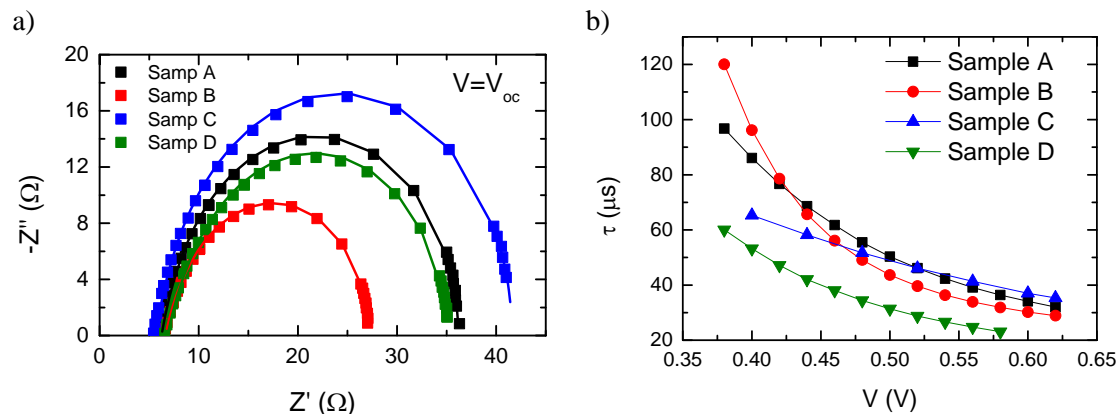 a)
20
16
12
8
4
0
-Z'' (Ω)
0 10 20 30 40
Z' (Ω)
Samp A
Samp B
Samp C
Samp D
V=Voc
b)
120
100
80
60
40
20
τ (μs)
0.35 0.40 0.45 0.50 0.55 0.60 0.65
V (V)
Sample A
Sample B
Sample C
Sample D